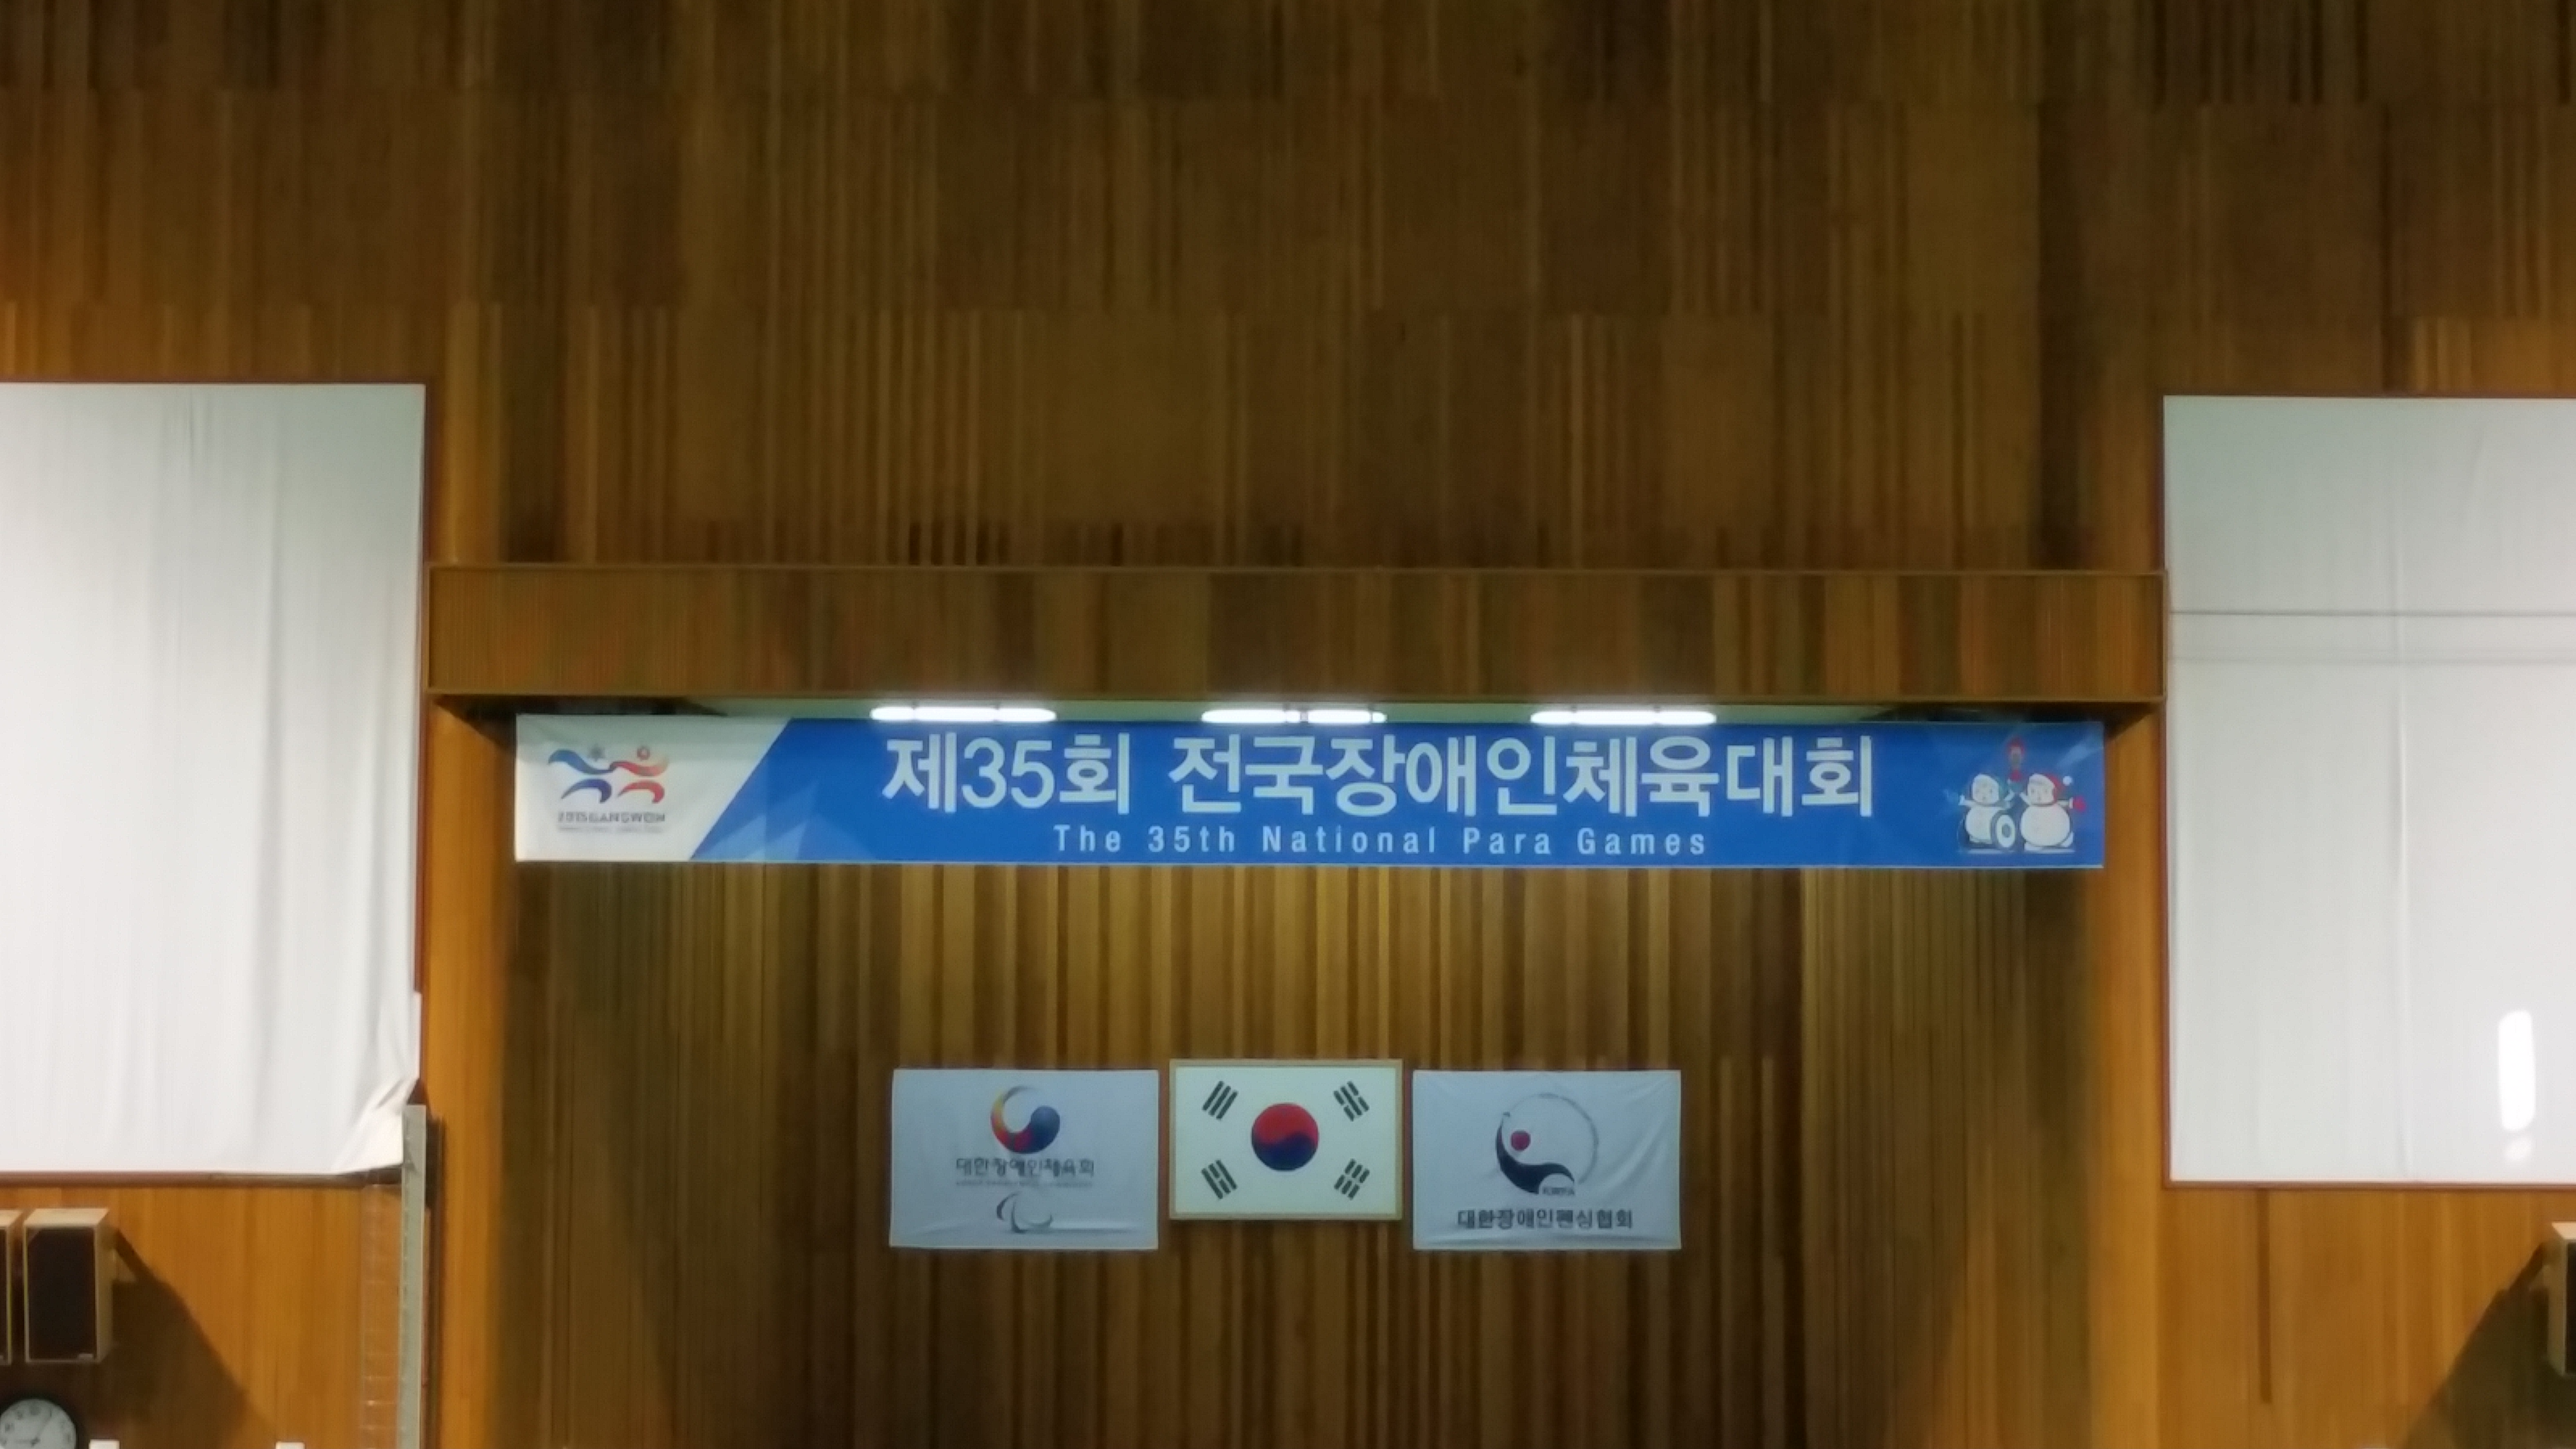 제35회 전국장애인체육대회
The 35th National Para Games
2015 GANGWON
대한장애인체육회
대한장애인펜싱협회